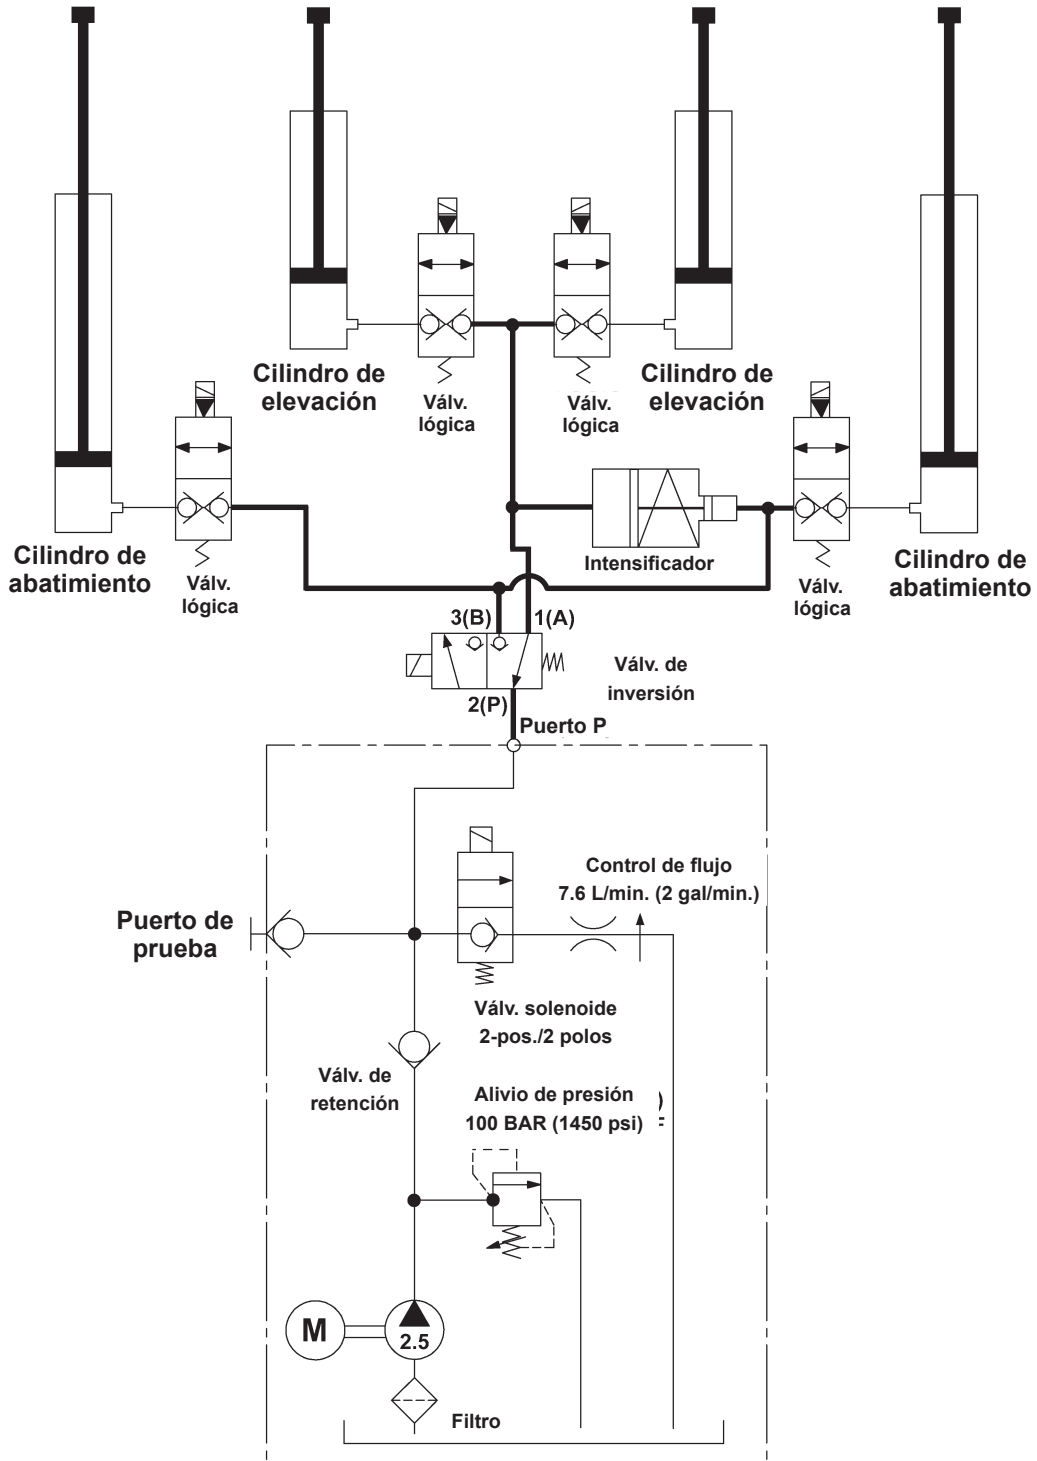 Cilindro de
elevación
Cilindro de
elevación
Válv.
lógica
Válv.
lógica
Cilindro de
abatimiento
Válv.
lógica
Intensificador
Válv.
lógica
Cilindro de
abatimiento
3(B)
1(A)
Válv. de
inversión
2(P)
Puerto P
Control de flujo
7.6 L/min. (2 gal/min.)
Puerto de
prueba
Válv. solenoide
2-pos./2 polos
Válv. de
retención
Alivio de presión
100 BAR (1450 psi)
M
2.5
Filtro